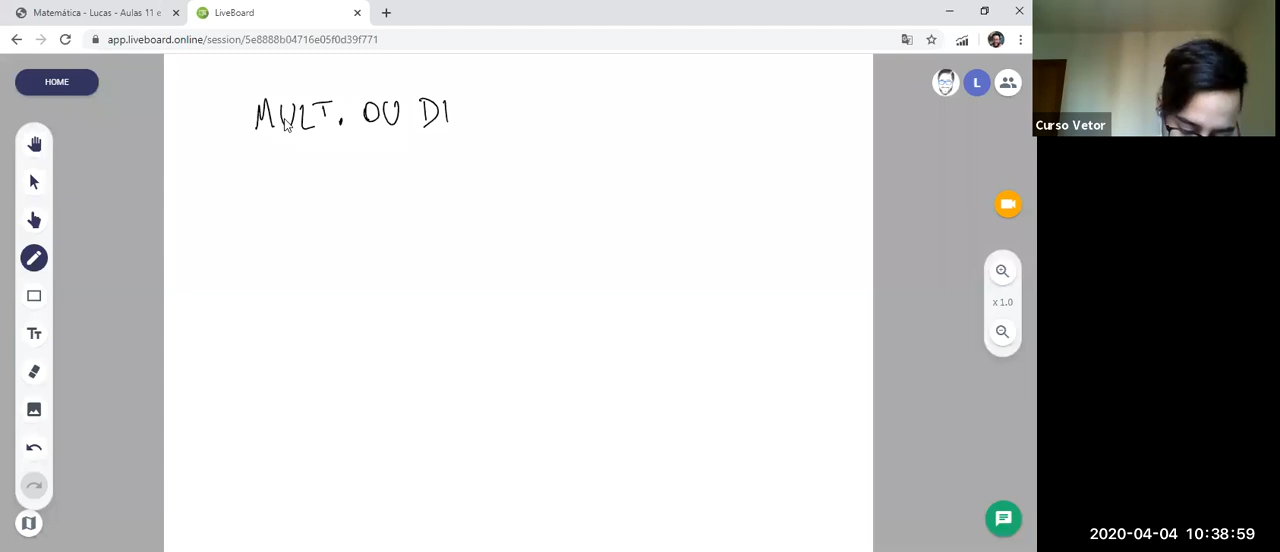 Matemática - Lucas - Aulas 11 e
LiveBoard
app.liveboard.online/session/5e8888b04716e05f0d39f771
HOME
L
Curso Vetor
MULT. OU DI
Tt
x 1.0
2020-04-04 10:38:59